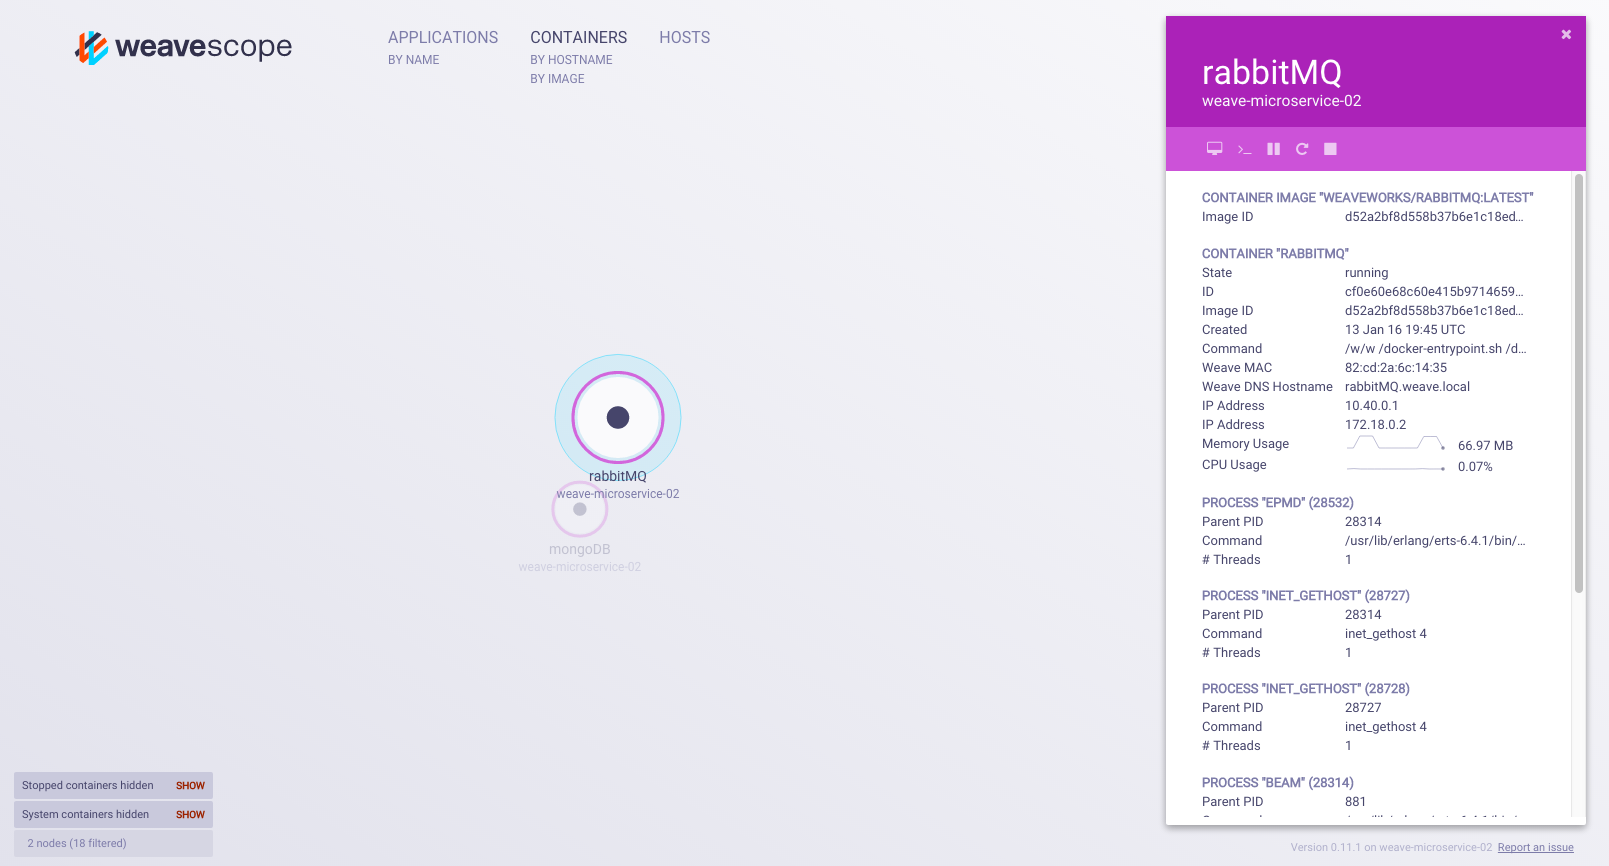 weavescope
APPLICATIONS
BY NAME
CONTAINERS
BY HOSTNAME
BY IMAGE
HOSTS
rabbitMQ
weave-microservice-02
mongoDB
weave-microservice-02
Stopped containers hidden SHOW
System containers hidden SHOW
2 nodes (18 filtered)
rabbitMQ
weave-microservice-02
CONTAINER IMAGE "WEAVEWORKS/RABBITMQ:LATEST"
Image ID d52a2bf8d558b37b6e1c18ed...
CONTAINER "RABBITMQ"
State running
ID cf0e60e68c60e415b9714659...
Image ID d52a2bf8d558b37b6e1c18ed...
Created 13 Jan 16 19:45 UTC
Command /w/w /docker-entrypoint.sh /d...
Weave MAC 82:cd:2a:6c:14:35
Weave DNS Hostname rabbitMQ.weave.local
IP Address 10.40.0.1
IP Address 172.18.0.2
Memory Usage 66.97 MB
CPU Usage 0.07%
PROCESS "EPMD" (28532)
Parent PID 28314
Command /usr/lib/erlang/erts-6.4.1/bin/...
# Threads 1
PROCESS "INET_GETHOST" (28727)
Parent PID 28314
Command inet_gethost 4
# Threads 1
PROCESS "INET_GETHOST" (28728)
Parent PID 28727
Command inet_gethost 4
# Threads 1
PROCESS "BEAM" (28314)
Parent PID 881
Version 0.11.1 on weave-microservice-02 Report an issue